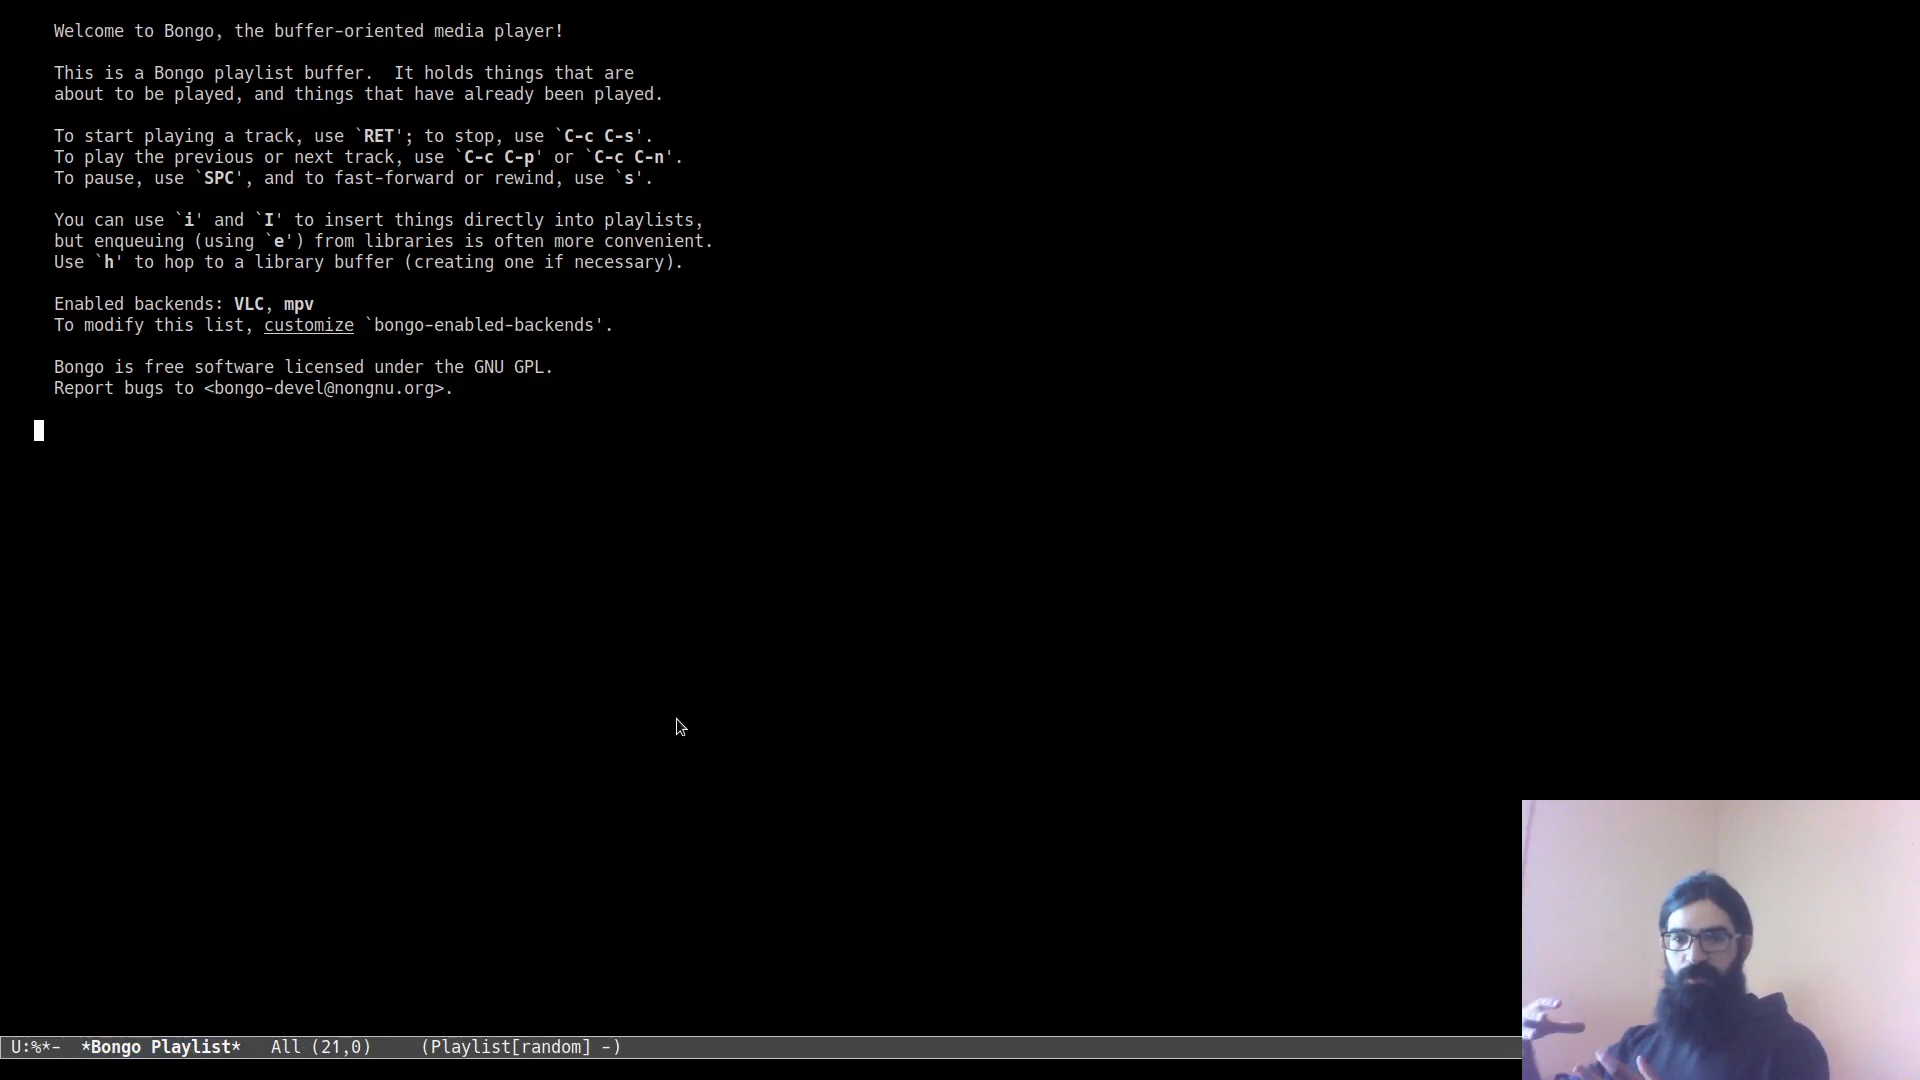 Welcome to Bongo, the buffer-oriented media player!
This is a Bongo playlist buffer.  It holds things that are
about to be played, and things that have already been played.
To start playing a track, use `RET'; to stop, use `C-c C-s'.
To play the previous or next track, use `C-c C-p' or `C-c C-n'.
To pause, use `SPC', and to fast-forward or rewind, use `s'.
You can use `i' and `I' to insert things directly into playlists,
but enqueuing (using `e') from libraries is often more convenient.
Use `h' to hop to a library buffer (creating one if necessary).
Enabled backends: VLC, mpv
To modify this list, customize `bongo-enabled-backends'.
Bongo is free software licensed under the GNU GPL.
Report bugs to <bongo-devel@nongnu.org>.
U:%*-  *Bongo Playlist*   All (21,0)     (Playlist[random] -)